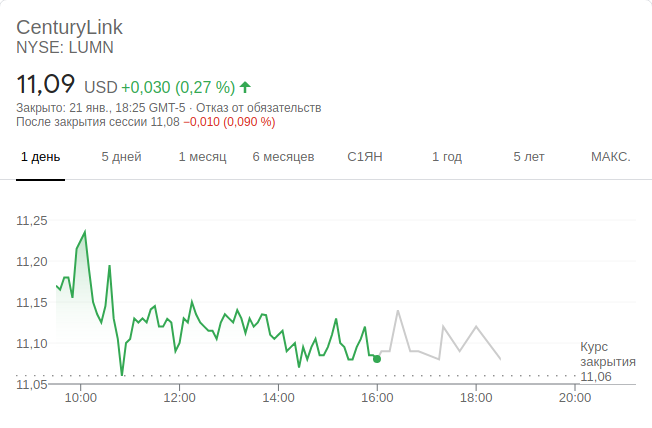 CenturyLink
NYSE: LUMN
11,09 USD +0,030 (0,27 %)
Закрыто: 21 янв., 18:25 GMT-5 · Отказ от обязательств
После закрытия сессии 11,08 −0,010 (0,090 %)
1 день 5 дней 1 месяц 6 месяцев С1ЯН 1 год 5 лет МАКС.
11,25
11,20
11,15
11,10
11,05
Курс
закрытия
11,06
10:00 12:00 14:00 16:00 18:00 20:00